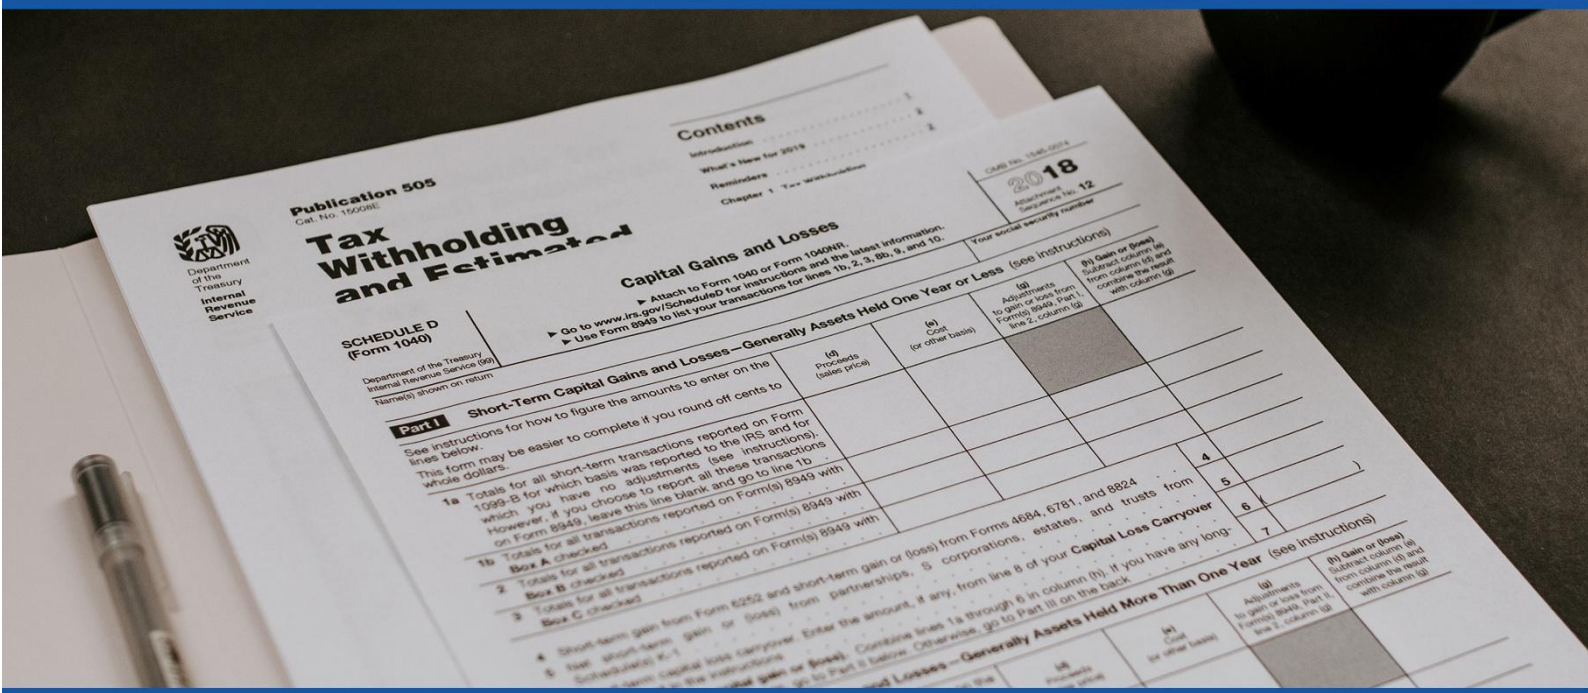 Publication 505
Cat. No. 15008E
Department
of the
Treasury
Internal
Revenue
Service
Tax
Withholding
and Estimated
Contents
Introduction
1
What's New for 2019
2
Reminders
2
Chapter 1 Tax Withholding
SCHEDULE D
(Form 1040)
Department of the Treasury
Internal Revenue Service (99)
Capital Gains and Losses
▶ Attach to Form 1040 or Form 1040NR.
▶ Go to www.irs.gov/ScheduleD for instructions and the latest information.
▶ Use Form 8949 to list your transactions for lines 1b, 2, 3, 8b, 9, and 10.
OMB No. 1545-0074
2018
Attachment
Sequence No. 12
Name(s) shown on return
Your social security number
Part I Short-Term Capital Gains and Losses—Generally Assets Held One Year or Less (see instructions)
See instructions for how to figure the amounts to enter on the
lines below.
This form may be easier to complete if you round off cents to
whole dollars.
(d)
Proceeds
(sales price)
(e)
Cost
(or other basis)
(g)
Adjustments
to gain or loss from
Form(s) 8949, Part I,
line 2, column (g)
(h) Gain or (loss)
Subtract column (e)
from column (d) and
combine the result
with column (g)
1a Totals for all short-term transactions reported on Form
1099-B for which basis was reported to the IRS and for
which you have no adjustments (see instructions).
However, if you choose to report all these transactions
on Form 8949, leave this line blank and go to line 1b
1b Totals for all transactions reported on Form(s) 8949 with
Box A checked
2 Totals for all transactions reported on Form(s) 8949 with
Box B checked
3 Totals for all transactions reported on Form(s) 8949 with
Box C checked
4 Short-term gain from Form 6252 and short-term gain or (loss) from Forms 4684, 6781, and 8824
4
5 Net short-term gain or (loss) from partnerships, S corporations, estates, and trusts from
Schedule(s) K-1
5
capital loss carryover. Enter the amount, if any, from line 8 of your Capital Loss Carryover
in the instructions
6 ( )
gain or (loss). Combine lines 1a through 6 in column (h). If you have any long-
go to Part II below. Otherwise, go to Part III on the back
7
and Losses—Generally Assets Held More Than One Year (see instructions)
(d)
Proceeds
(e)
Cost
(or other basis)
(g)
Adjustments
to gain or loss from
Form(s) 8949, Part II,
line 2, column (g)
(h) Gain or (loss)
Subtract column (e)
from column (d) and
combine the result
with column (g)